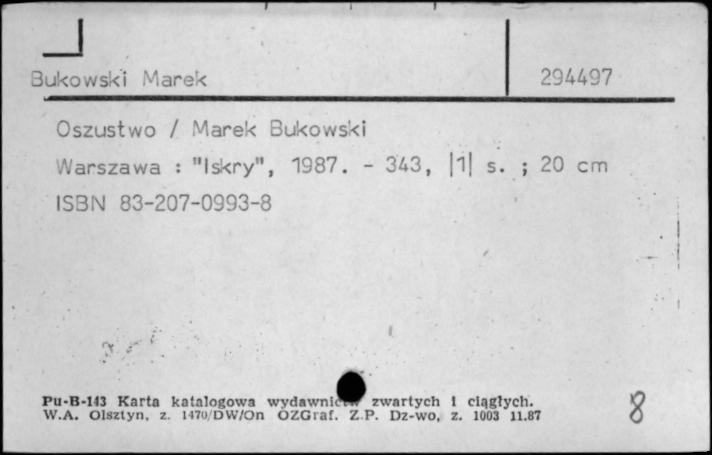 Bukowski Marek 294497
Oszustwo / Marek Bukowski
Warszawa : "Iskry", 1987. - 343, |1| s. ; 20 cm
ISBN 83-207-0993-8
Pu-B-143 Karta katalogowa wydawnictw zwartych i ciągłych.
W.A. Olsztyn, z. 1470/DW/On OZGraf. Z.P. Dz-wo, z. 1003 11.87
8